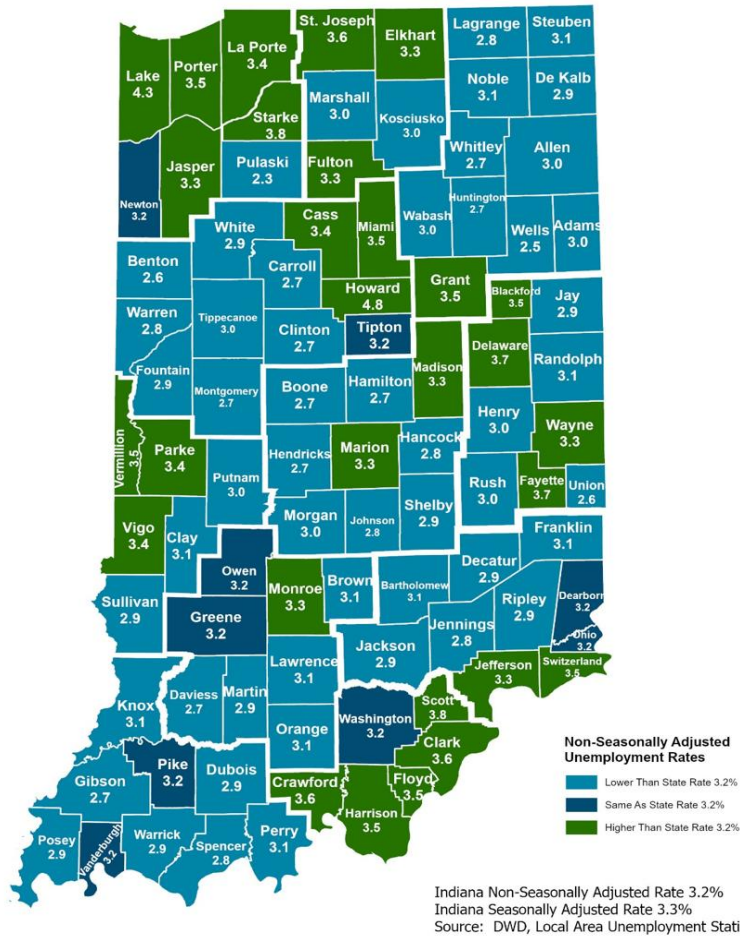 St. Joseph
3.6
Elkhart
3.3
Lagrange
2.8
Steuben
3.1
La Porte
3.4
Porter
3.5
Lake
4.3
Noble
3.1
De Kalb
2.9
Marshall
3.0
Starke
3.8
Kosciusko
3.0
Whitley
2.7
Allen
3.0
Jasper
3.3
Pulaski
2.3
Fulton
3.3
Newton
3.2
Huntington
2.7
Wabash
3.0
Cass
3.4
Miami
3.5
White
2.9
Wells
2.5
Adams
3.0
Benton
2.6
Carroll
2.7
Grant
3.5
Howard
4.8
Blackford
3.5
Jay
2.9
Warren
2.8
Tippecanoe
3.0
Clinton
2.7
Tipton
3.2
Delaware
3.7
Randolph
3.1
Fountain
2.9
Madison
3.3
Montgomery
2.7
Boone
2.7
Hamilton
2.7
Henry
3.0
Wayne
3.3
Vermillion
3.5
Parke
3.4
Hendricks
2.7
Marion
3.3
Hancock
2.8
Putnam
3.0
Rush
3.0
Fayette
3.7
Union
2.6
Vigo
3.4
Clay
3.1
Morgan
3.0
Johnson
2.8
Shelby
2.9
Franklin
3.1
Owen
3.2
Decatur
2.9
Monroe
3.3
Brown
3.1
Bartholomew
3.1
Sullivan
2.9
Greene
3.2
Ripley
2.9
Dearborn
3.2
Jennings
2.8
Ohio
3.2
Jackson
2.9
Lawrence
3.1
Jefferson
3.3
Switzerland
3.5
Knox
3.1
Daviess
2.7
Martin
2.9
Scott
3.8
Washington
3.2
Orange
3.1
Clark
3.6
Pike
3.2
Dubois
2.9
Gibson
2.7
Crawford
3.6
Floyd
3.5
Harrison
3.5
Posey
2.9
Vanderburgh
3.2
Warrick
2.9
Spencer
2.8
Perry
3.1
Non-Seasonally Adjusted
Unemployment Rates
Lower Than State Rate 3.2%
Same As State Rate 3.2%
Higher Than State Rate 3.2%
Indiana Non-Seasonally Adjusted Rate 3.2%
Indiana Seasonally Adjusted Rate 3.3%
Source: DWD, Local Area Unemployment Stati